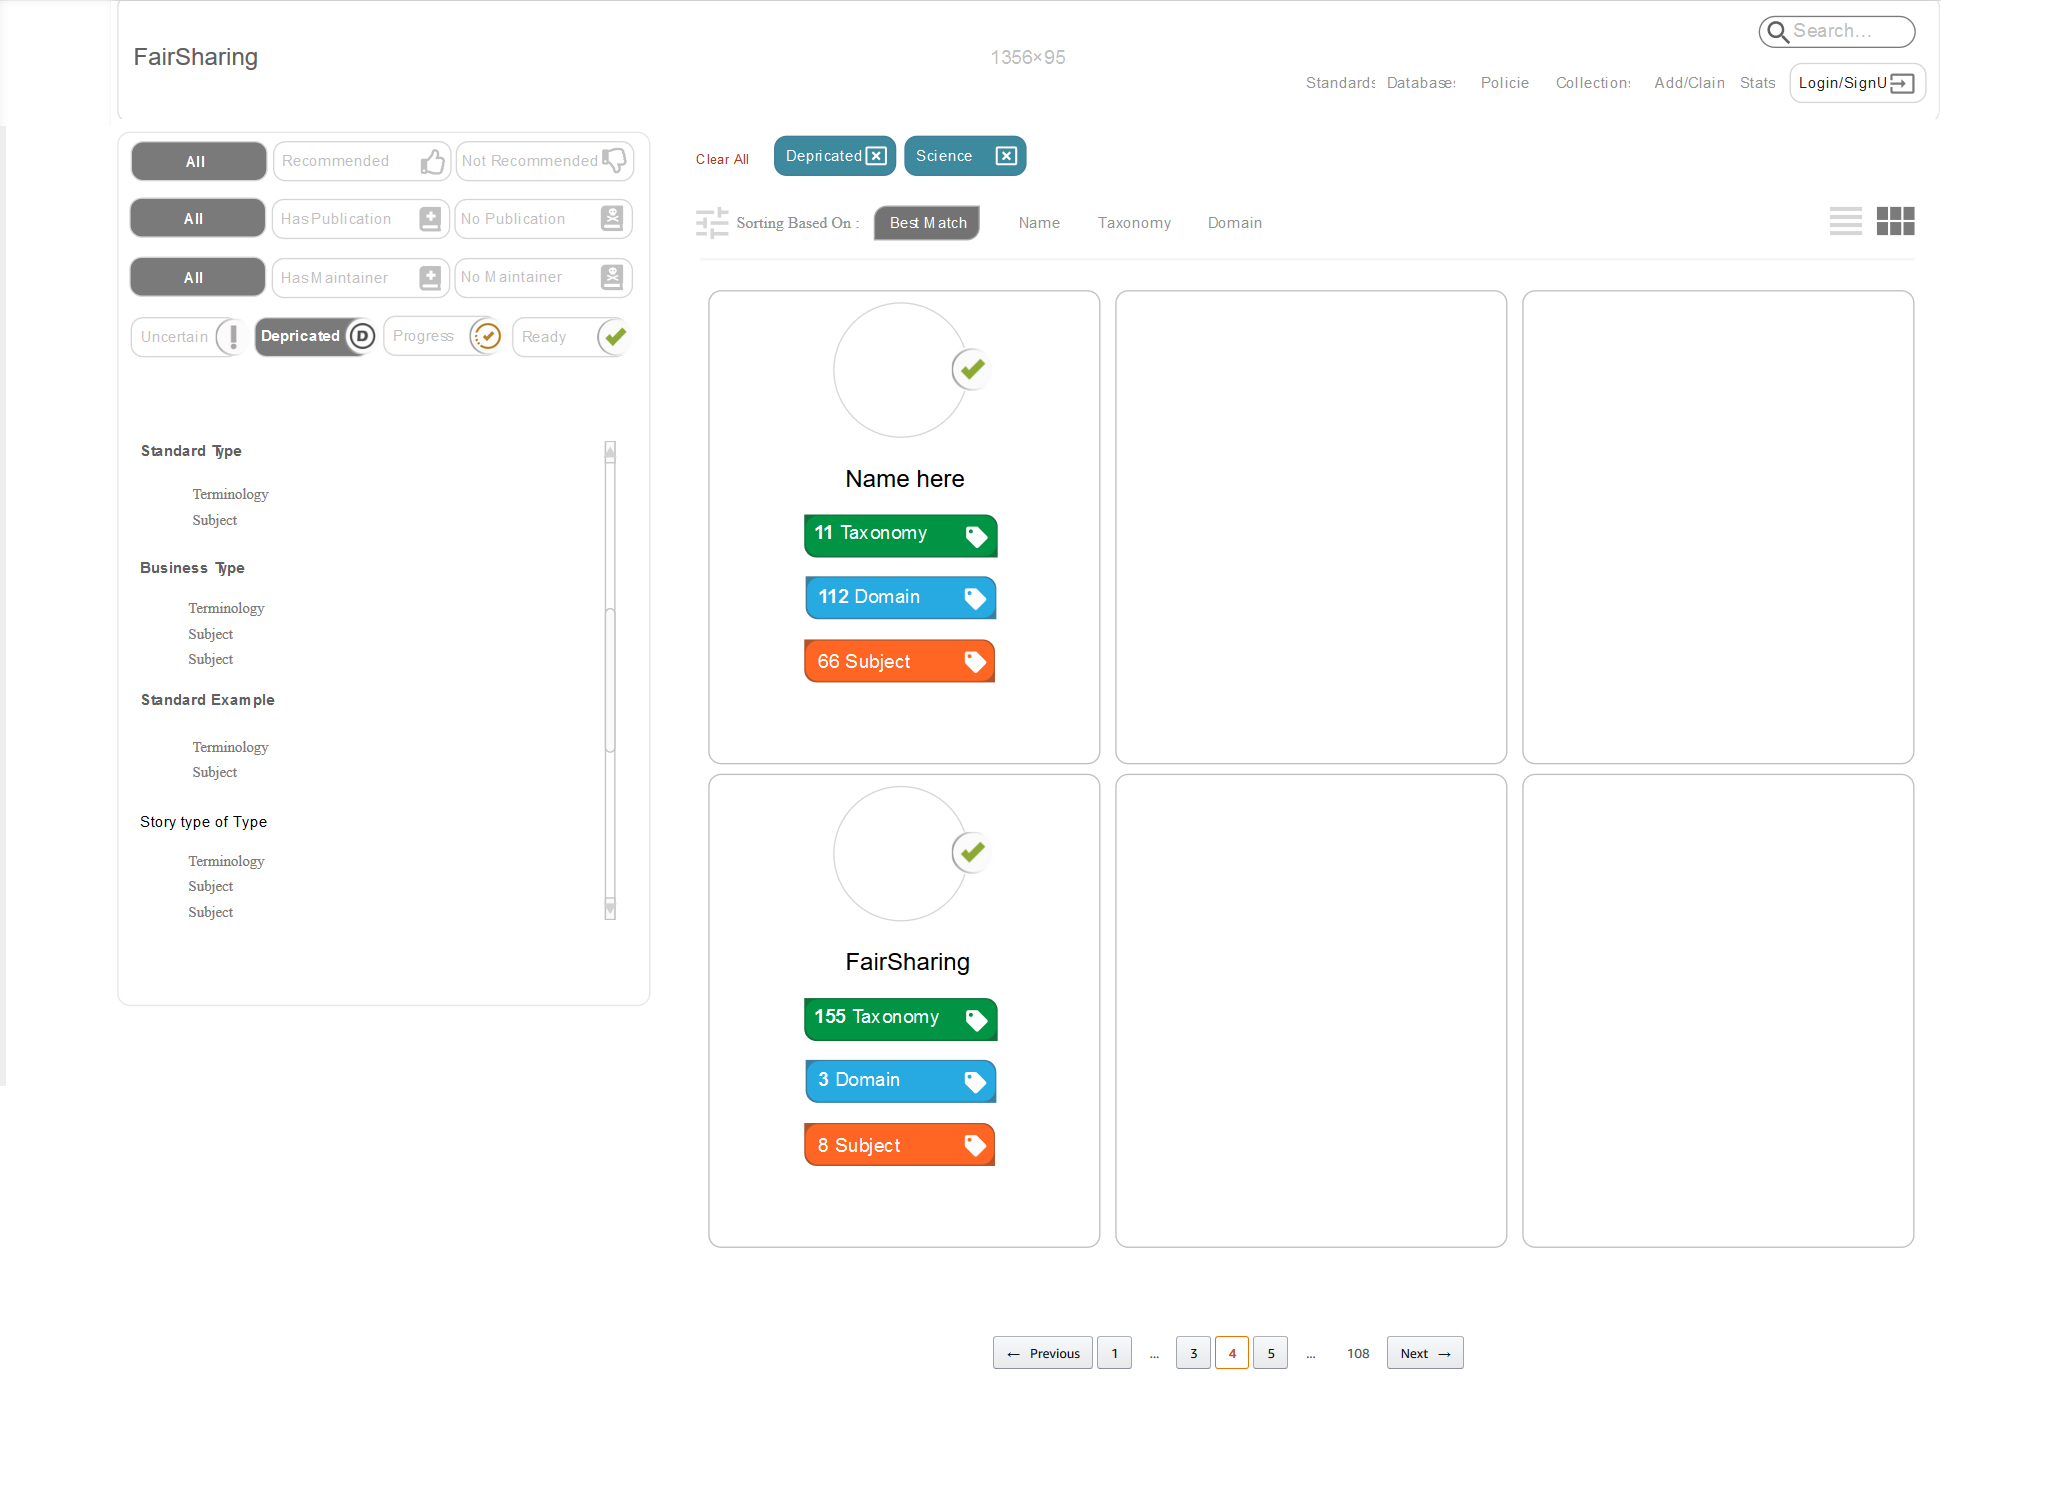 Search...
FairSharing
1356×95
Standards Databases Policie Collections Add/Clain Stats Login/SignU
All Recommended Not Recommended
Clear All Depricated Science
All HasPublication No Publication
Sorting Based On : Best Match Name Taxonomy Domain
All HasMaintainer No Maintainer
Uncertain Depricated D Progress Ready
Standard Type
Terminology
Subject
Business Type
Terminology
Subject
Subject
Standard Example
Terminology
Subject
Story type of Type
Terminology
Subject
Subject
Name here
11 Taxonomy
112 Domain
66 Subject
FairSharing
155 Taxonomy
3 Domain
8 Subject
← Previous 1 ... 3 4 5 ... 108 Next →